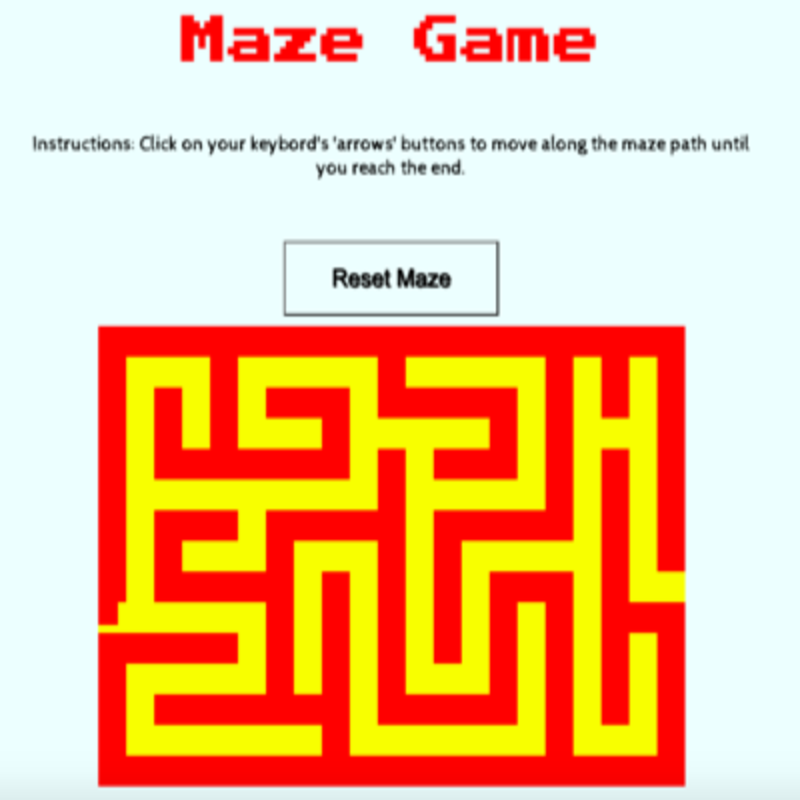 Maze Game
Instructions: Click on your keybord's 'arrows' buttons to move along the maze path until
you reach the end.
Reset Maze